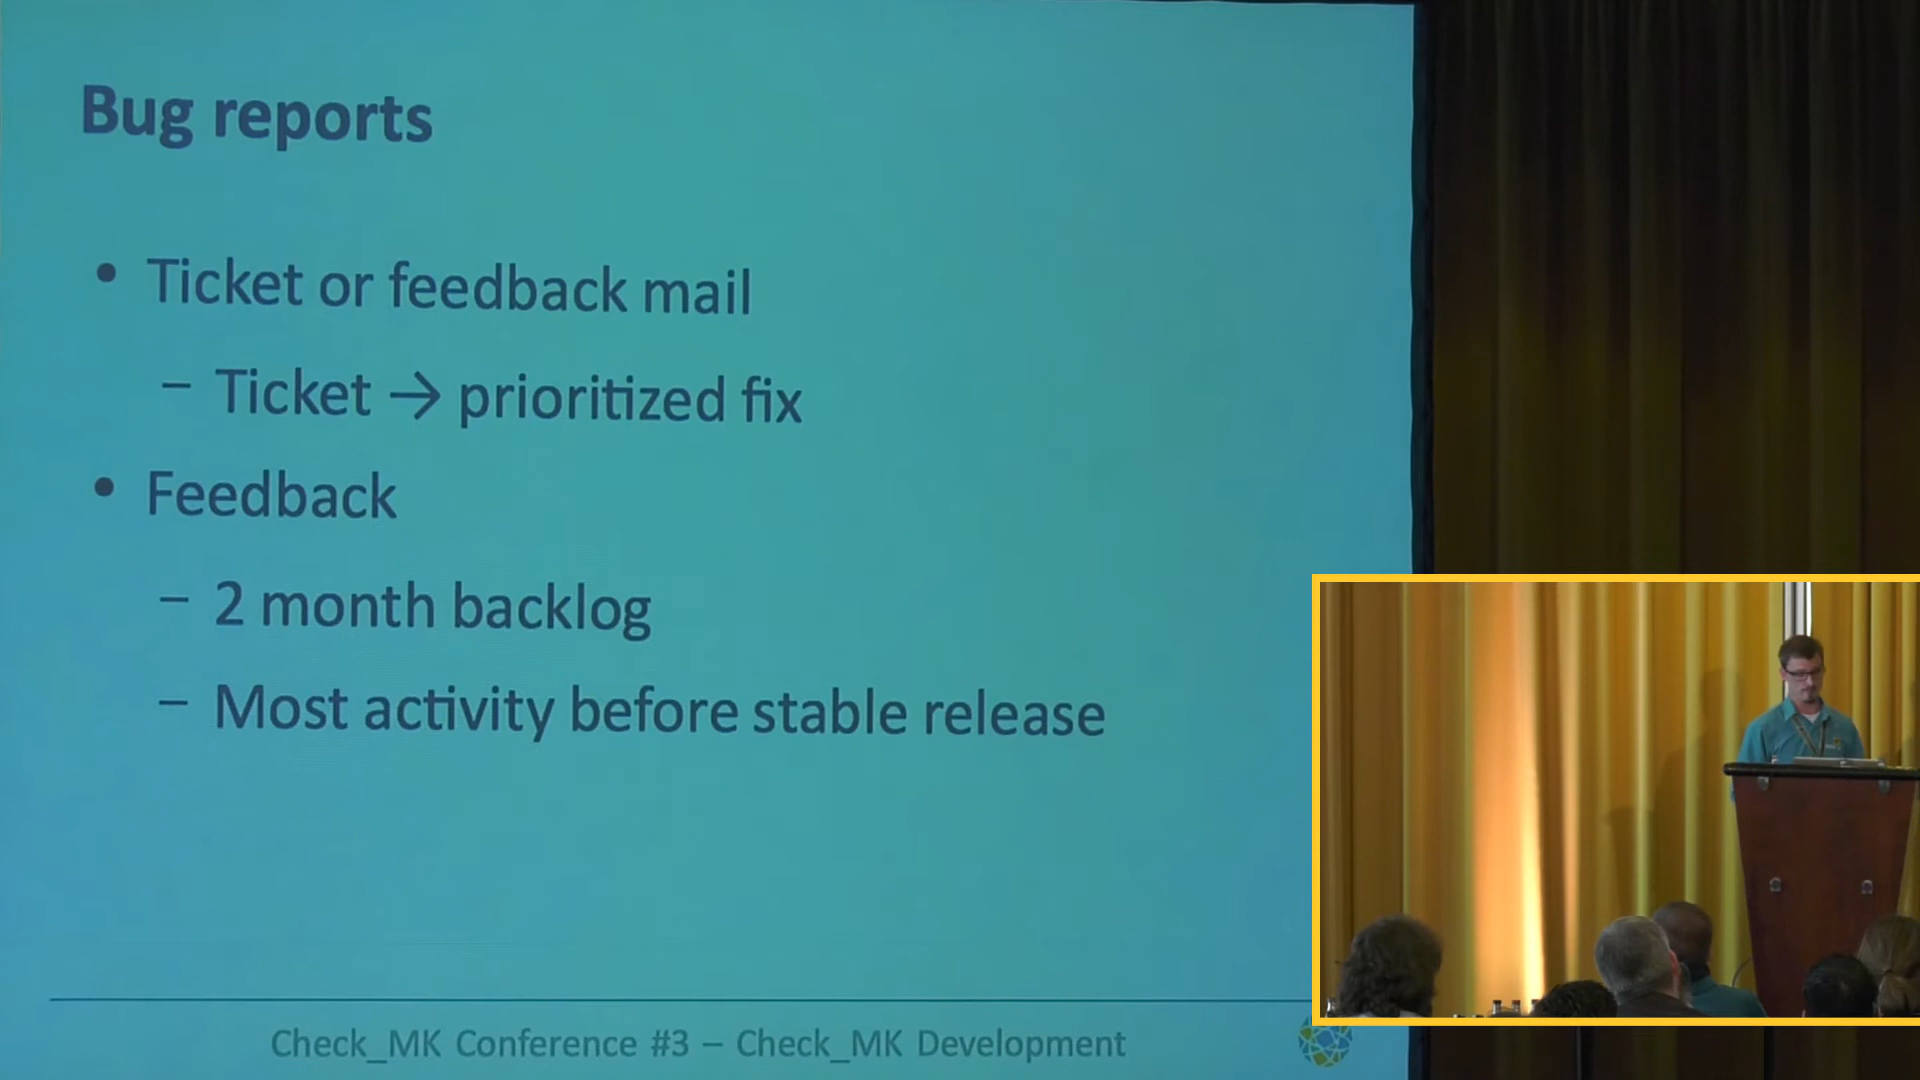 Bug reports
• Ticket or feedback mail
– Ticket → prioritized fix
• Feedback
– 2 month backlog
– Most activity before stable release
Check_MK Conference #3 – Check_MK Development